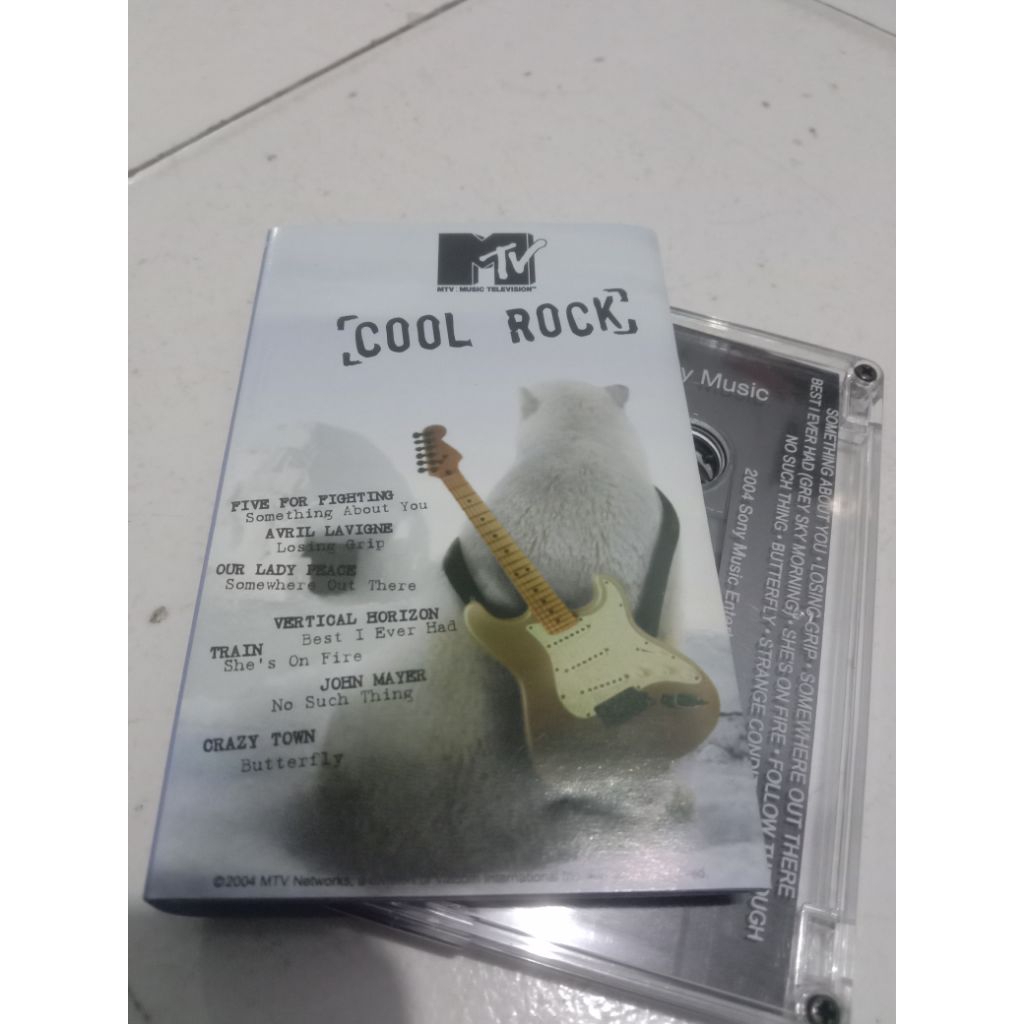 MTV
MTV. MUSIC TELEVISION™
COOL ROCK
FIVE FOR FIGHTING
Something About You
AVRIL LAVIGNE
Losing Grip
OUR LADY PEACE
Somewhere Out There
VERTICAL HORIZON
Best I Ever Had
TRAIN
She's On Fire
JOHN MAYER
No Such Thing
CRAZY TOWN
Butterfly
©2004 MTV Networks, a
International
y Music
SOMETHING ABOUT YOU • LOSING GRIP • SOMEWHERE OUT THERE
BEST I EVER HAD (GREY SKY MORNING) • SHE'S ON FIRE • FOLLOW
NO SUCH THING • BUTTERFLY • STRANGE
2004 Sony Music